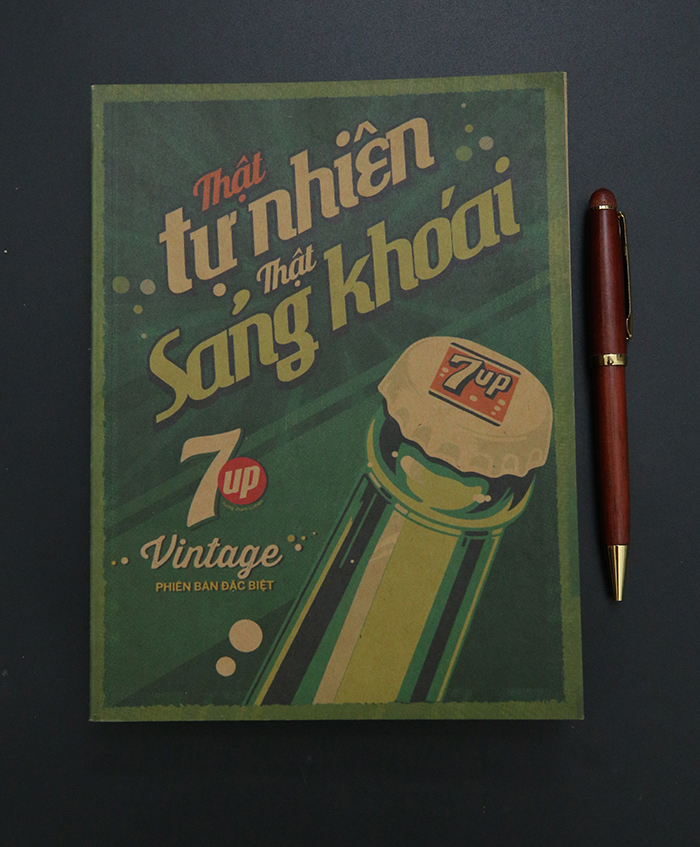 Thật
tự nhiên
Thật
Sảng khoái
7up
7up
Vintage
PHIÊN BẢN ĐẶC BIỆT